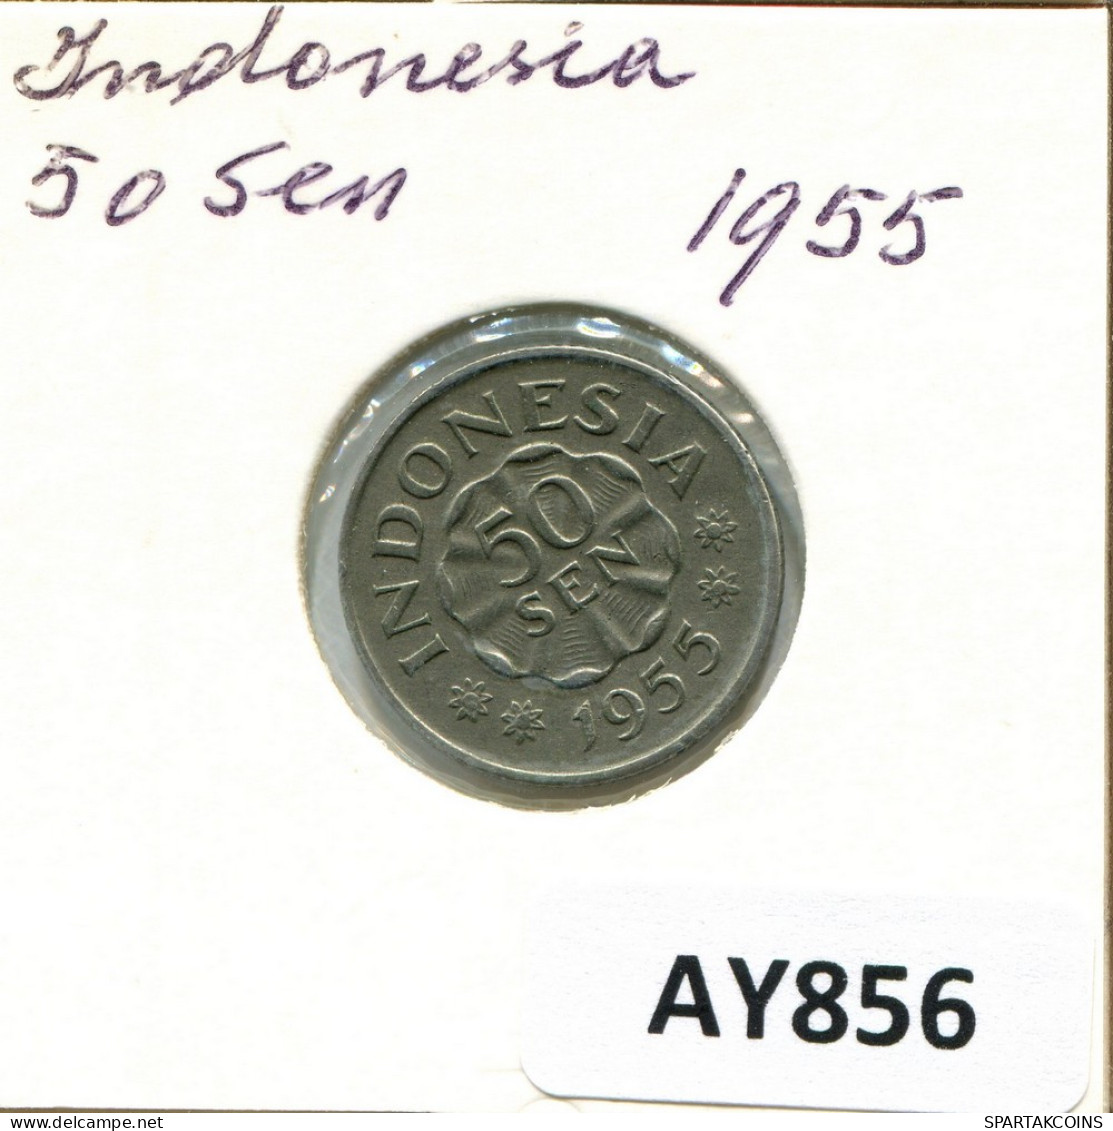 Indonesia
50 Sen 1955
INDONESIA
50
SEN
1955
AY856
SPARTAKCOINS